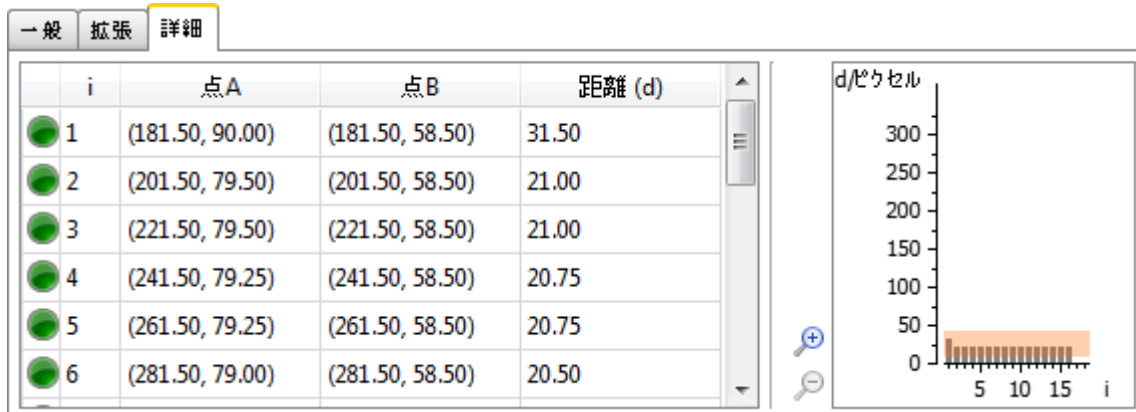 一般 拡張 詳細
i 点A 点B 距離 (d)
1 (181.50, 90.00) (181.50, 58.50) 31.50
2 (201.50, 79.50) (201.50, 58.50) 21.00
3 (221.50, 79.50) (221.50, 58.50) 21.00
4 (241.50, 79.25) (241.50, 58.50) 20.75
5 (261.50, 79.25) (261.50, 58.50) 20.75
6 (281.50, 79.00) (281.50, 58.50) 20.50
d/ピクセル
300
250
200
150
100
50
0
5 10 15 i